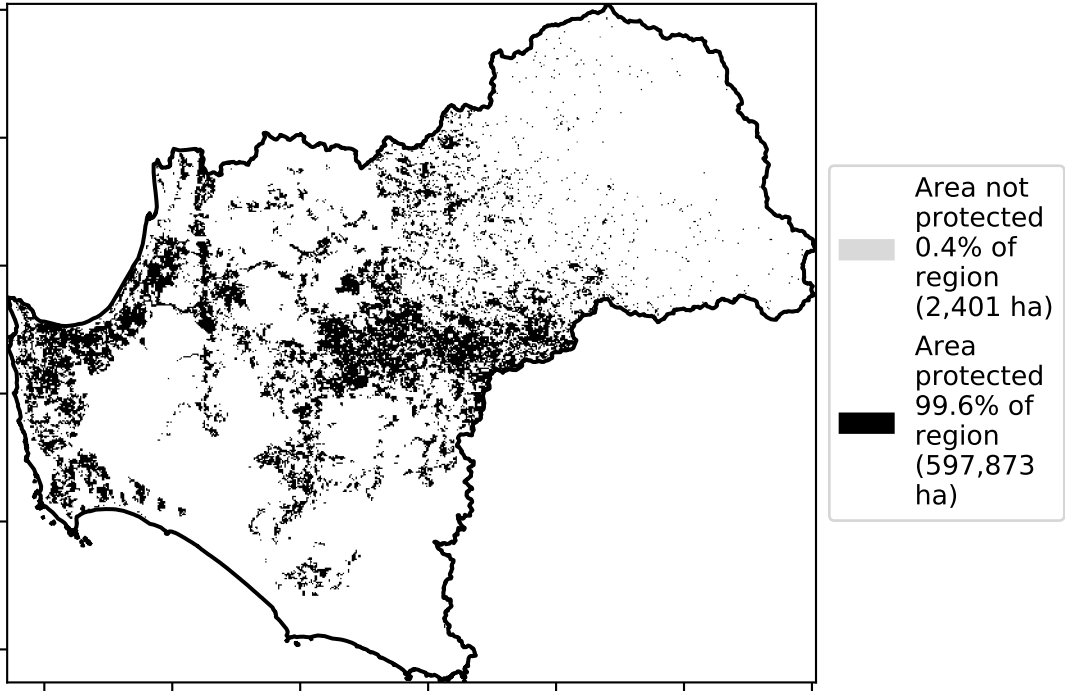 Area not
protected
0.4% of
region
(2,401 ha)
Area
protected
99.6% of
region
(597,873
ha)